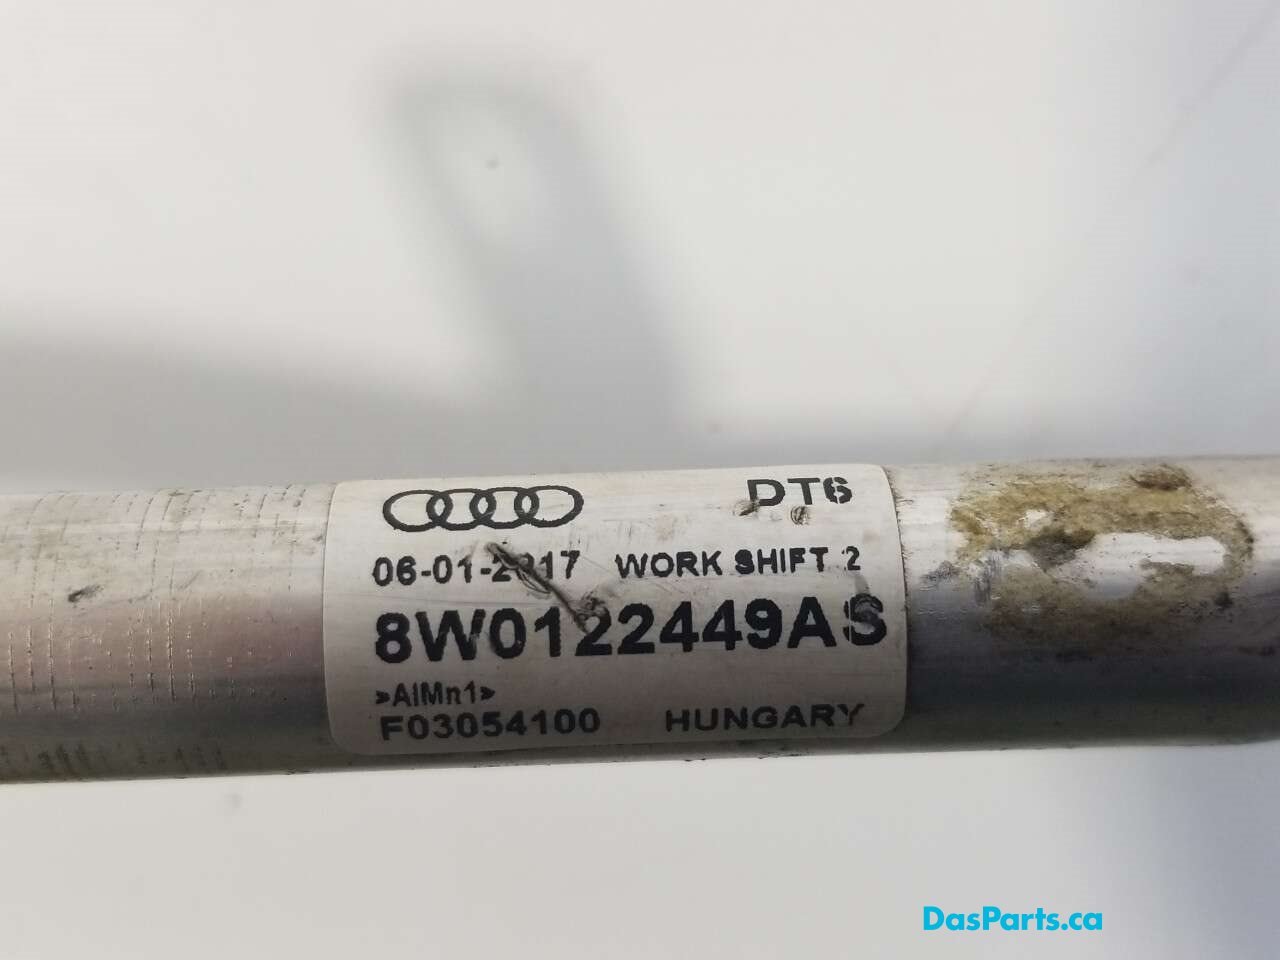 DT6
06-01-2017 WORK SHIFT 2
8W0122449AS
»AlMn1»
F03054100 HUNGARY
DasParts.ca